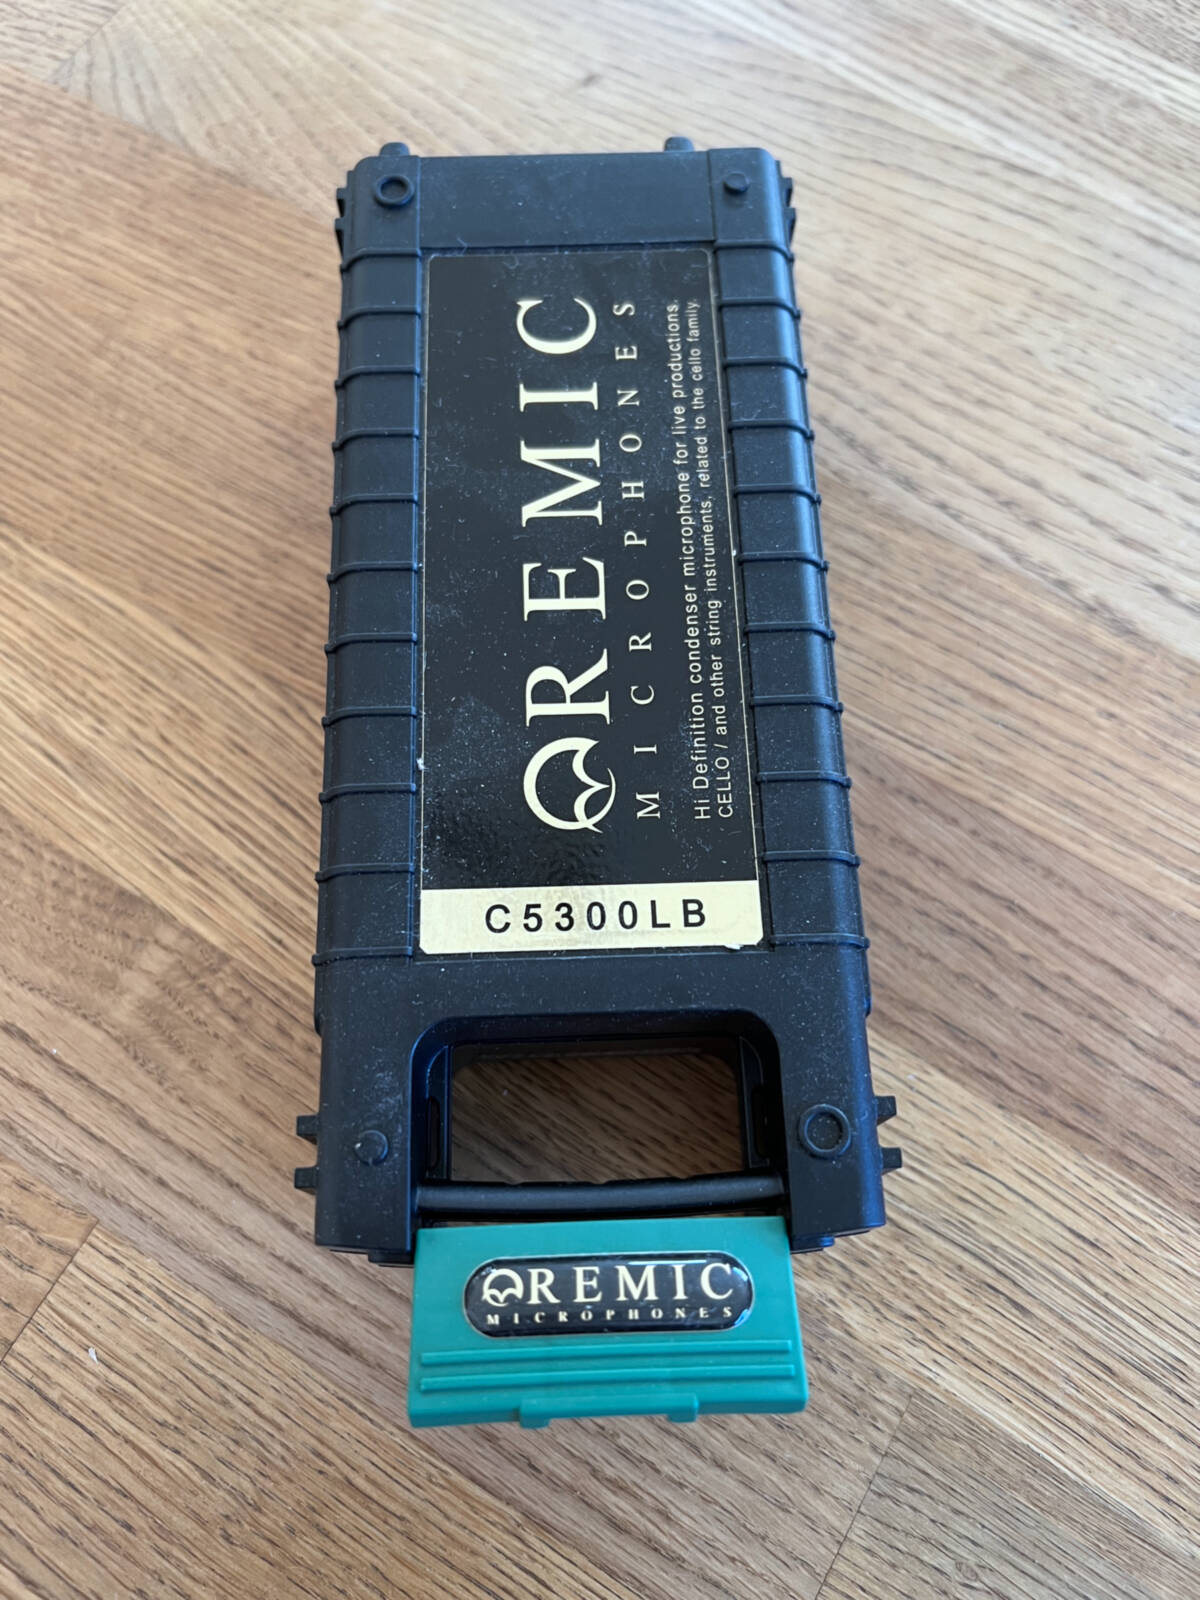 REMIC
MICROPHONES
Hi Definition condenser microphone for live productions.
CELLO / and other string instruments, related to the cello family.
C5300LB
REMIC
MICROPHONES